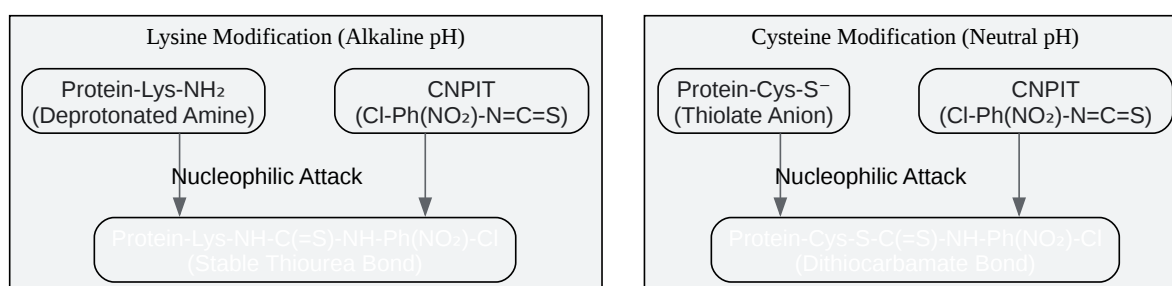 Lysine Modification (Alkaline pH)
Protein-Lys-NH₂
(Deprotonated Amine)
CNPIT
(Cl-Ph(NO₂)-N=C=S)
Nucleophilic Attack
Protein-Lys-NH-C(=S)-NH-Ph(NO₂)-Cl
(Stable Thiourea Bond)
Cysteine Modification (Neutral pH)
Protein-Cys-S⁻
(Thiolate Anion)
CNPIT
(Cl-Ph(NO₂)-N=C=S)
Nucleophilic Attack
Protein-Cys-S-C(=S)-NH-Ph(NO₂)-Cl
(Dithiocarbamate Bond)